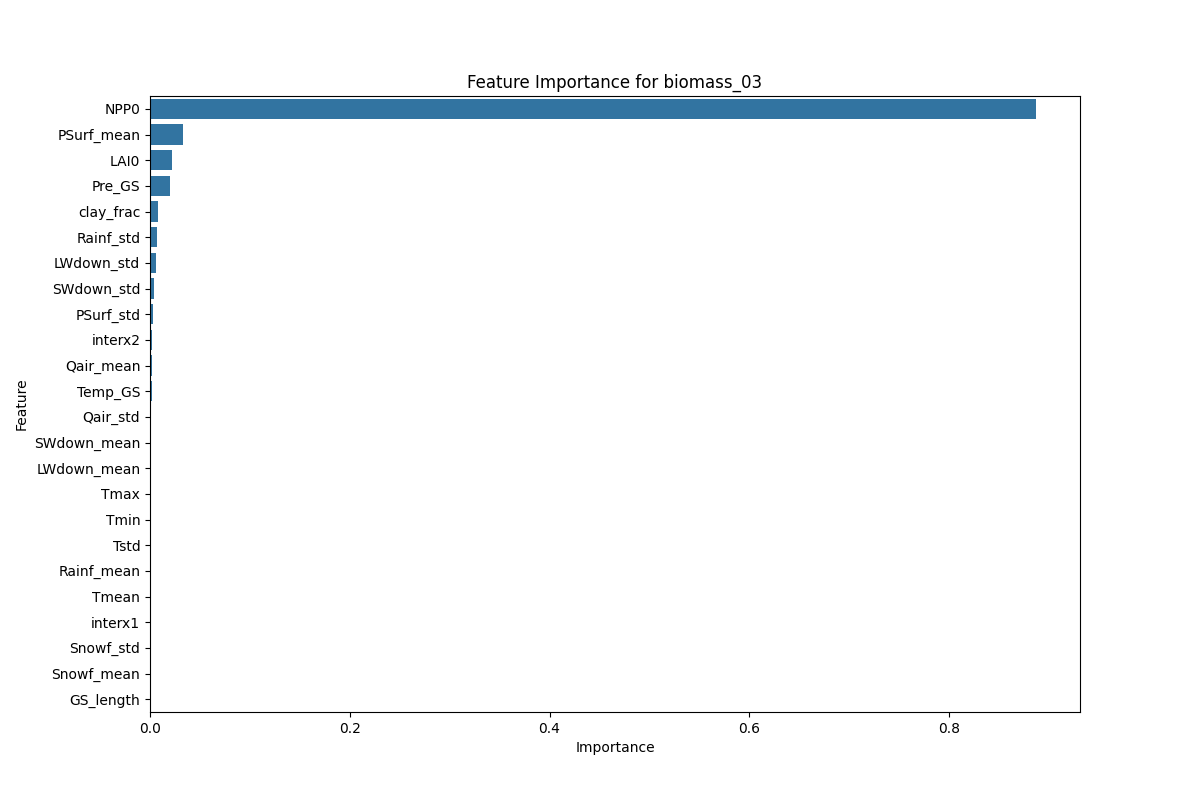 Feature Importance for biomass_03
NPP0
PSurf_mean
LAI0
Pre_GS
clay_frac
Rainf_std
LWdown_std
SWdown_std
PSurf_std
interx2
Qair_mean
Temp_GS
Qair_std
SWdown_mean
LWdown_mean
Tmax
Tmin
Tstd
Rainf_mean
Tmean
interx1
Snowf_std
Snowf_mean
GS_length
Feature
0.0 0.2 0.4 0.6 0.8
Importance